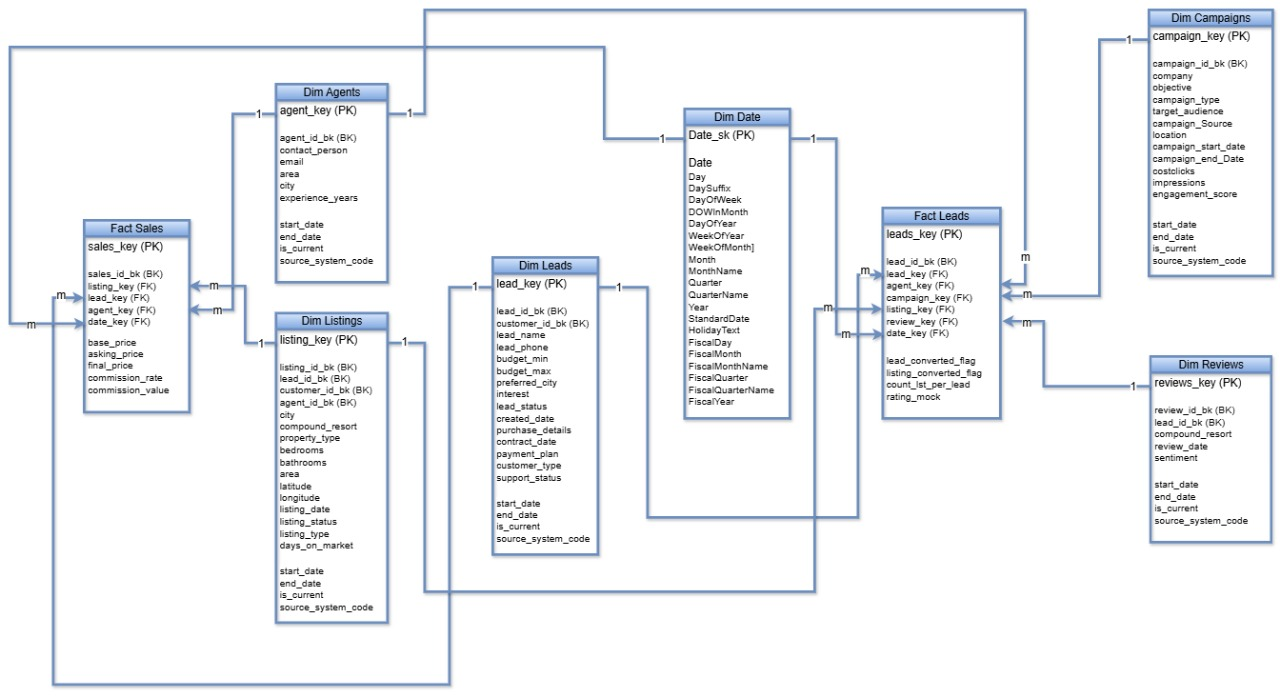 Dim Agents
agent_key (PK)
agent_id_bk (BK)
contact_person
email
area
city
experience_years
start_date
end_date
is_current
source_system_code
Fact Sales
sales_key (PK)
sales_id_bk (BK)
listing_key (FK)
lead_key (FK)
agent_key (FK)
date_key (FK)
base_price
asking_price
final_price
commission_rate
commission_value
Dim Listings
listing_key (PK)
listing_id_bk (BK)
lead_id_bk (BK)
customer_id_bk (BK)
agent_id_bk (BK)
city
compound_resort
property_type
bedrooms
bathrooms
area
latitude
longitude
listing_date
listing_status
listing_type
days_on_market
start_date
end_date
is_current
source_system_code
Dim Leads
lead_key (PK)
lead_id_bk (BK)
customer_id_bk (BK)
lead_name
lead_phone
budget_min
budget_max
preferred_city
interest
lead_status
created_date
purchase_details
contract_date
payment_plan
customer_type
support_status
start_date
end_date
is_current
source_system_code
Dim Date
Date_sk (PK)
Date
Day
DaySuffix
DayOfWeek
DOWInMonth
DayOfYear
WeekOfYear
WeekOfMonth]
Month
MonthName
Quarter
QuarterName
Year
StandardDate
HolidayText
FiscalDay
FiscalMonth
FiscalMonthName
FiscalQuarter
FiscalQuarterName
FiscalYear
Fact Leads
leads_key (PK)
lead_id_bk (BK)
lead_key (FK)
agent_key (FK)
campaign_key (FK)
listing_key (FK)
review_key (FK)
date_key (FK)
lead_converted_flag
listing_converted_flag
count_lst_per_lead
rating_mock
Dim Campaigns
campaign_key (PK)
campaign_id_bk (BK)
company
objective
campaign_type
target_audience
campaign_Source
location
campaign_start_date
campaign_end_Date
costclicks
impressions
engagement_score
start_date
end_date
is_current
source_system_code
Dim Reviews
reviews_key (PK)
review_id_bk (BK)
lead_id_bk (BK)
compound_resort
review_date
sentiment
start_date
end_date
is_current
source_system_code
1
1
1
1
1
1
1
1
1
1
1
m
m
m
m
m
m
m
m
m
m